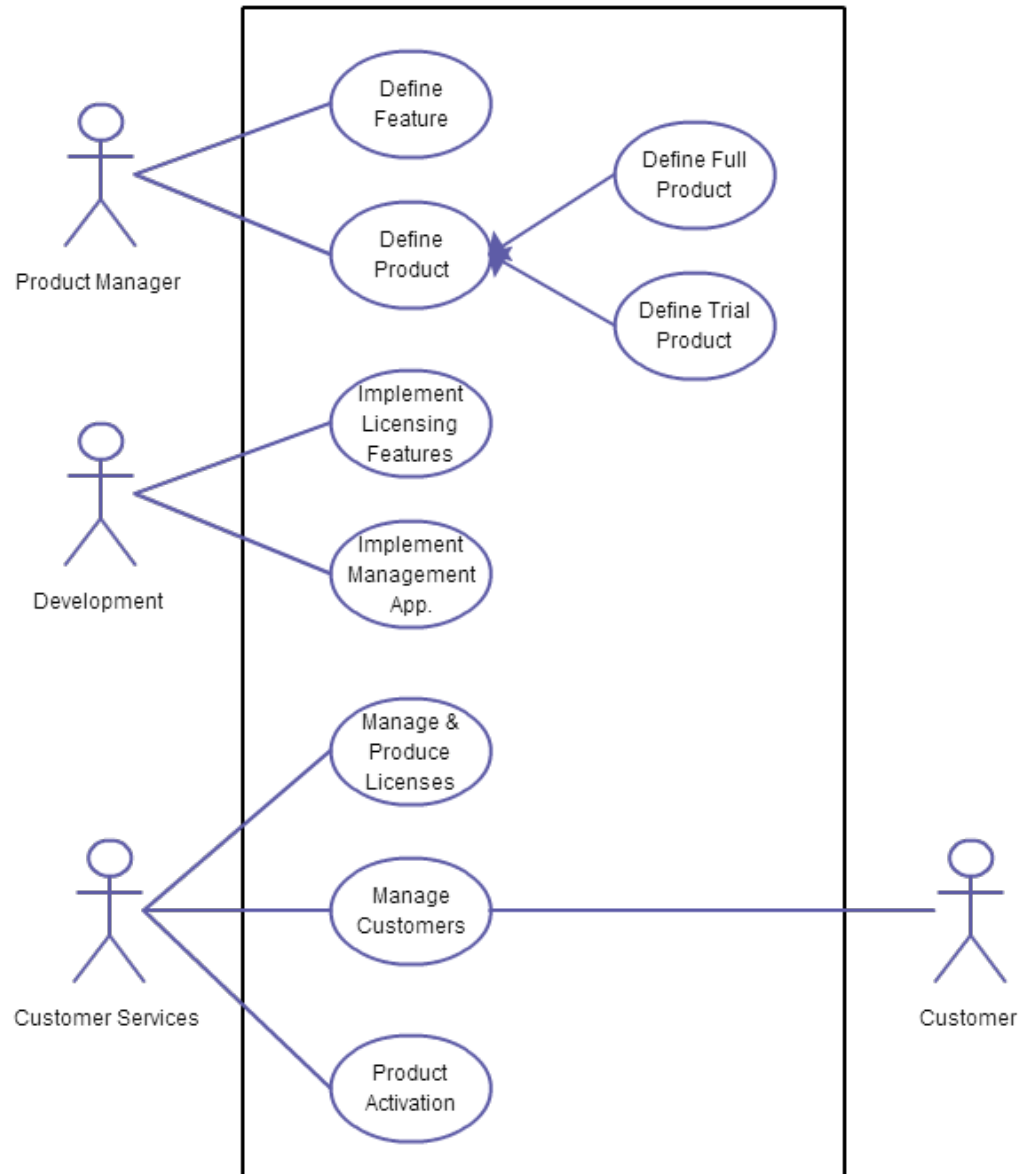 Define
Feature
Define Full
Product
Product Manager
Define
Product
Define Trial
Product
Implement
Licensing
Features
Development
Implement
Management
App.
Manage &
Produce
Licenses
Manage
Customers
Customer Services
Customer
Product
Activation